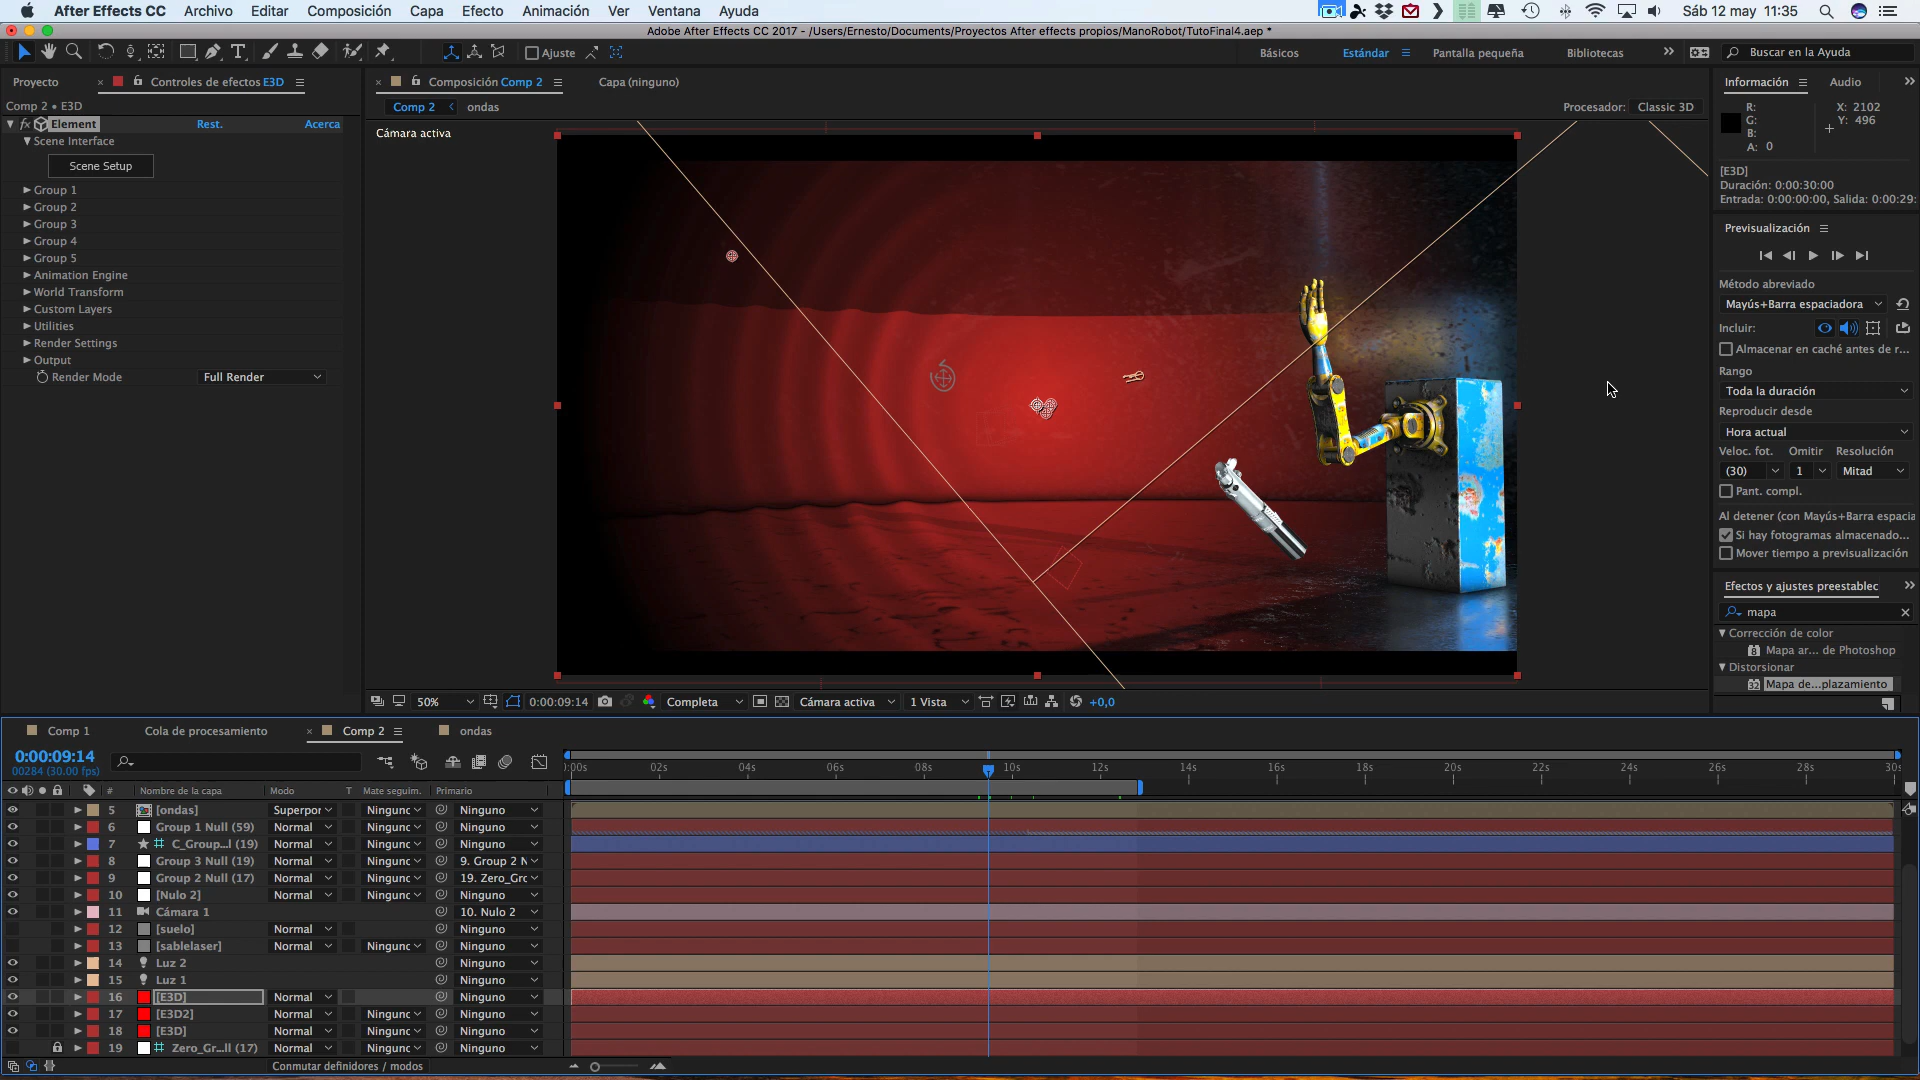 After Effects CC Archivo Editar Composición Capa Efecto Animación Ver Ventana Ayuda Sáb 12 may 11:35
Adobe After Effects CC 2017 - /Users/Ernesto/Documents/Proyectos After effects propios/ManoRobot/TutoFinal4.aep *
Ajuste Básicos Estándar Pantalla pequeña Bibliotecas Buscar en la Ayuda
Proyecto Controles de efectos E3D
Comp 2 • E3D
fx Element Rest. Acerca
Scene Interface
Scene Setup
Group 1
Group 2
Group 3
Group 4
Group 5
Animation Engine
World Transform
Custom Layers
Utilities
Render Settings
Output
Render Mode Full Render
Composición Comp 2 Capa (ninguno)
Comp 2 ondas Procesador: Classic 3D
Cámara activa
50% 0:00:09:14 Completa Cámara activa 1 Vista +0,0
Información Audio
R: X: 2102
G: Y: 496
B:
A: 0
[E3D]
Duración: 0:00:30:00
Entrada: 0:00:00:00, Salida: 0:00:29:
Previsualización
Método abreviado
Mayús+Barra espaciadora
Incluir:
Almacenar en caché antes de r...
Rango
Toda la duración
Reproducir desde
Hora actual
Veloc. fot. Omitir Resolución
(30) 1 Mitad
Pant. compl.
Al detener (con Mayús+Barra espacia
Si hay fotogramas almacenado...
Mover tiempo a previsualización
Efectos y ajustes preestablec
mapa
Corrección de color
Mapa ar... de Photoshop
Distorsionar
Mapa de...plazamiento
Comp 1 Cola de procesamiento Comp 2 ondas
0:00:09:14
00284 (30.00 fps)
):00s 02s 04s 06s 08s 10s 12s 14s 16s 18s 20s 22s 24s 26s 28s 30s
# Nombre de la capa Modo T Mate seguim. Primario
5 [ondas] Superpor Ningunc Ninguno
6 Group 1 Null (59) Normal Ningunc Ninguno
7 C_Group...l (19) Normal Ningunc Ninguno
8 Group 3 Null (19) Normal Ningunc 9. Group 2 N
9 Group 2 Null (17) Normal Ningunc 19. Zero_Grc
10 [Nulo 2] Normal Ningunc Ninguno
11 Cámara 1 10. Nulo 2
12 [suelo] Normal Ninguno
13 [sablelaser] Normal Ningunc Ninguno
14 Luz 2 Ninguno
15 Luz 1 Ninguno
16 [E3D] Normal Ninguno
17 [E3D2] Normal Ningunc Ninguno
18 [E3D] Normal Ningunc Ninguno
19 Zero_Gr...ll (17) Normal Ningunc Ninguno
Conmutar definidores / modos